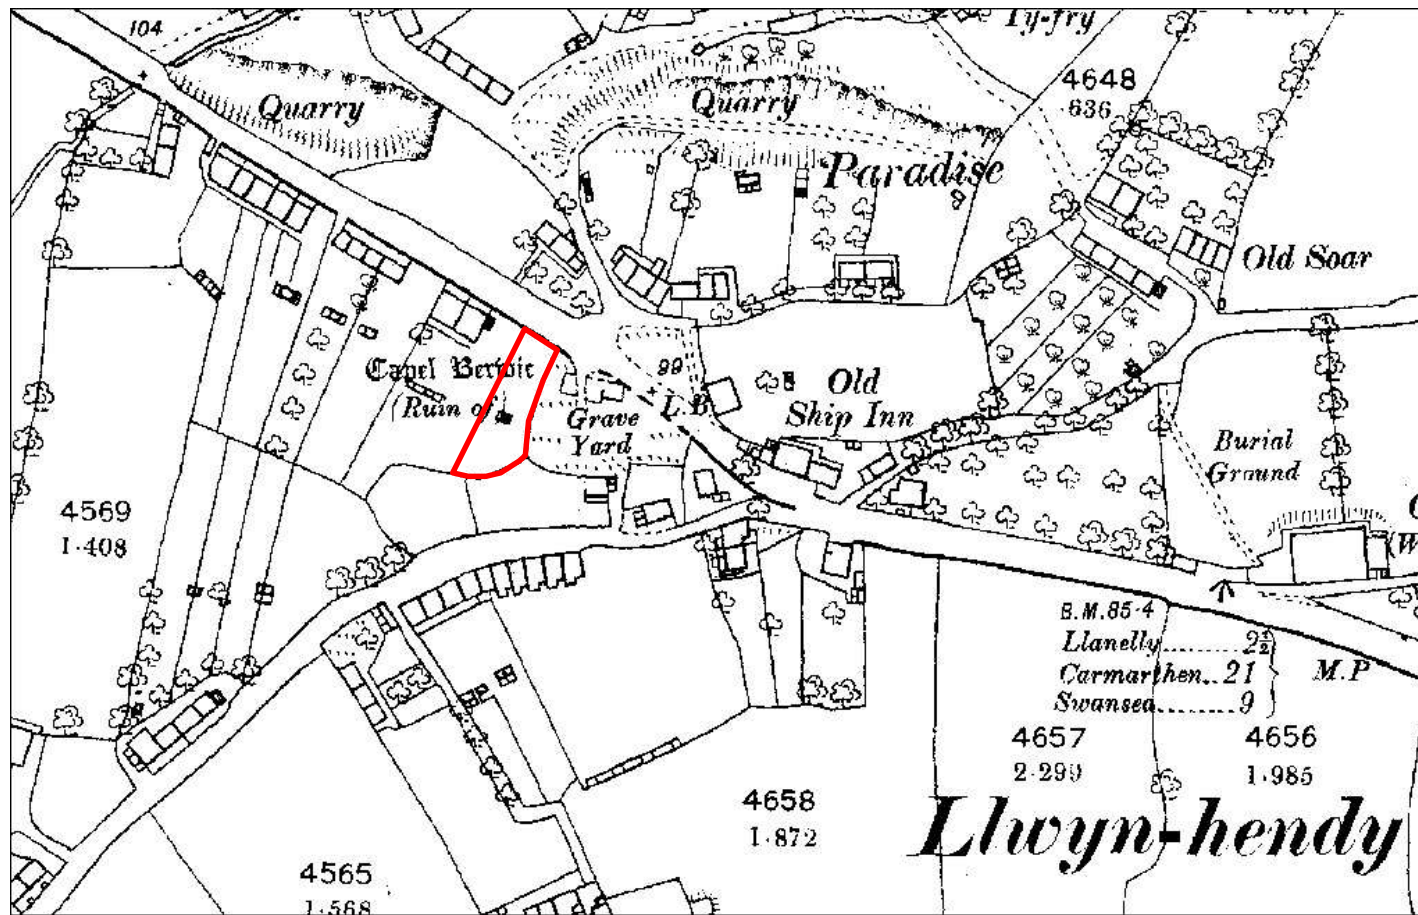 104
Ty-fry
Quarry
Quarry
4648
·636
Paradise
Old Soar
Capel Berwic
(Ruin of)
99
L.B.
Grave
Yard
Old
Ship Inn
Burial
Ground
4569
1·408
B.M.85·4
Llanelly........2½
Carmarthen..21
Swansea........9
M.P
4657
2·299
4656
1·985
4658
1·872
Llwyn-hendy
4565
1·568